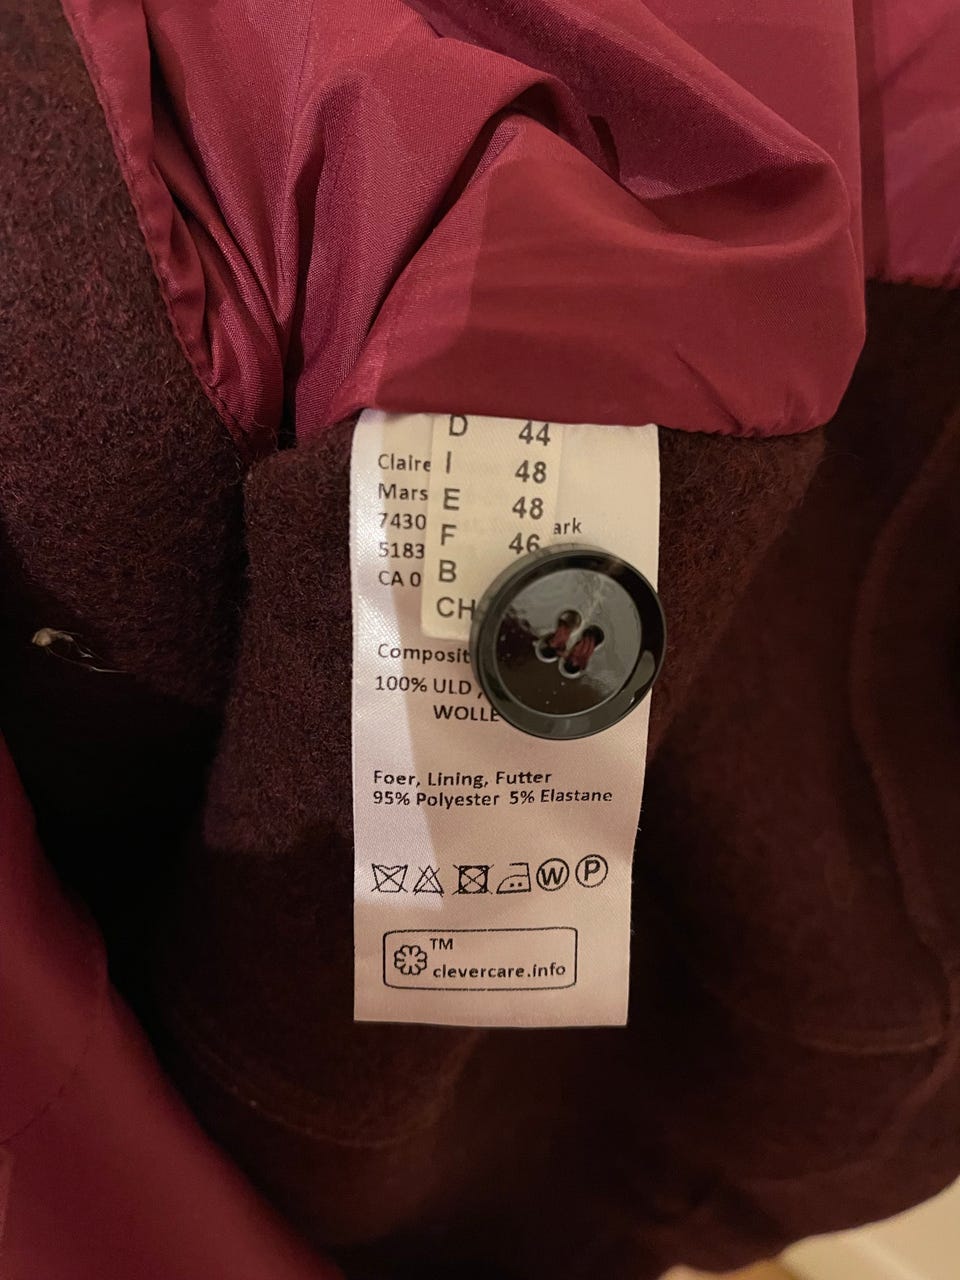 D 44
I 48
E 48
F 46
B
CH
Claire
Mars
7430
ark
5183
CA 0
Composit
100% ULD
WOLLE
Foer, Lining, Futter
95% Polyester 5% Elastane
W P
TM
clevercare.info